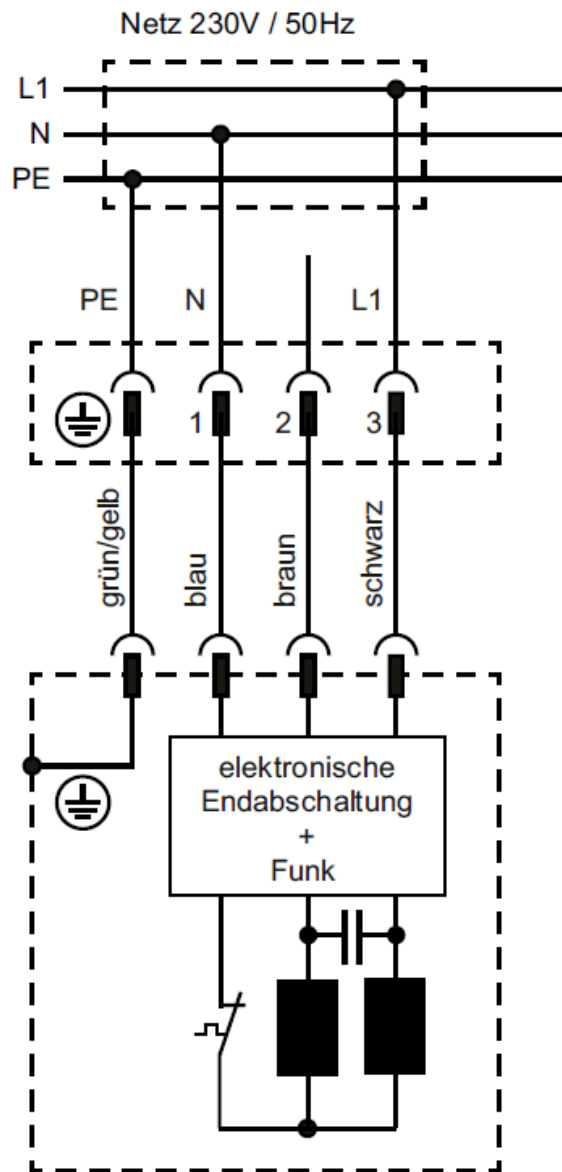 Netz 230V / 50Hz
L1
N
PE
PE N L1
1 2 3
grün/gelb
blau
braun
schwarz
elektronische
Endabschaltung
+
Funk